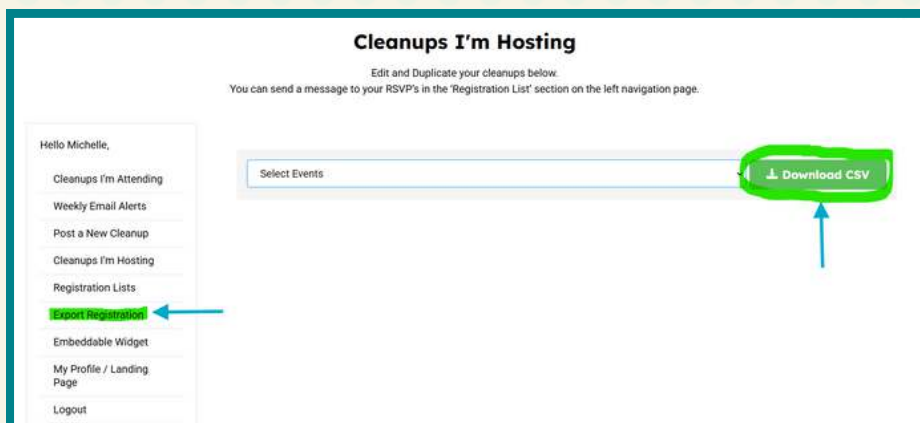 Cleanups I'm Hosting
Edit and Duplicate your cleanups below.
You can send a message to your RSVP's in the 'Registration List' section on the left navigation page.
Hello Michelle,
Cleanups I'm Attending
Weekly Email Alerts
Post a New Cleanup
Cleanups I'm Hosting
Registration Lists
Export Registration
Embeddable Widget
My Profile / Landing
Page
Logout
Select Events
Download CSV